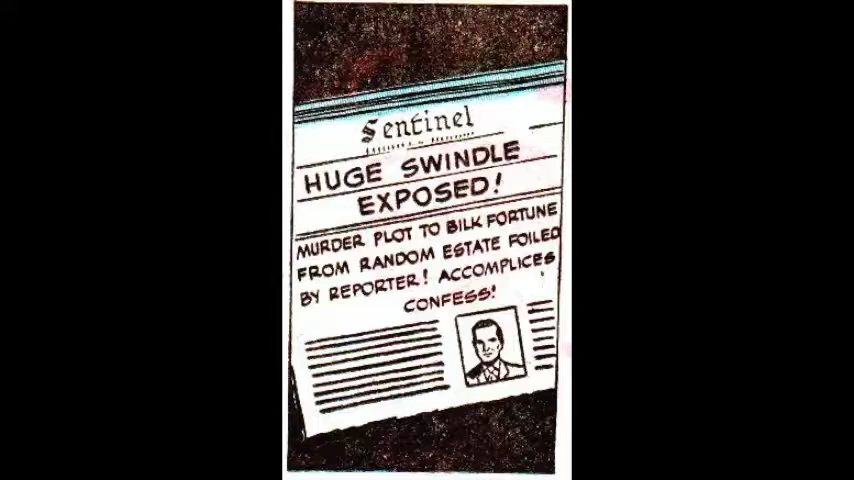 Sentinel
HUGE SWINDLE
EXPOSED!
MURDER PLOT TO BILK FORTUNE
FROM RANDOM ESTATE FOILED
BY REPORTER! ACCOMPLICES
CONFESS!